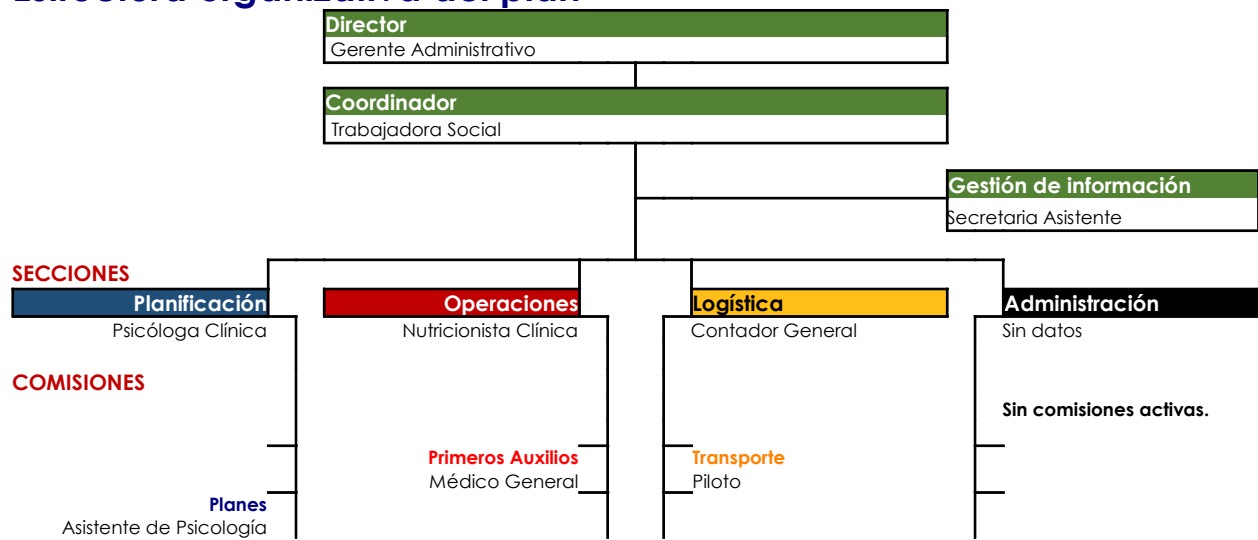 Director
Gerente Administrativo
Coordinador
Trabajadora Social
Gestión de información
Secretaria Asistente
SECCIONES
Planificación
Psicóloga Clínica
Operaciones
Nutricionista Clínica
Logística
Contador General
Administración
Sin datos
COMISIONES
Sin comisiones activas.
Primeros Auxilios
Médico General
Transporte
Piloto
Planes
Asistente de Psicología